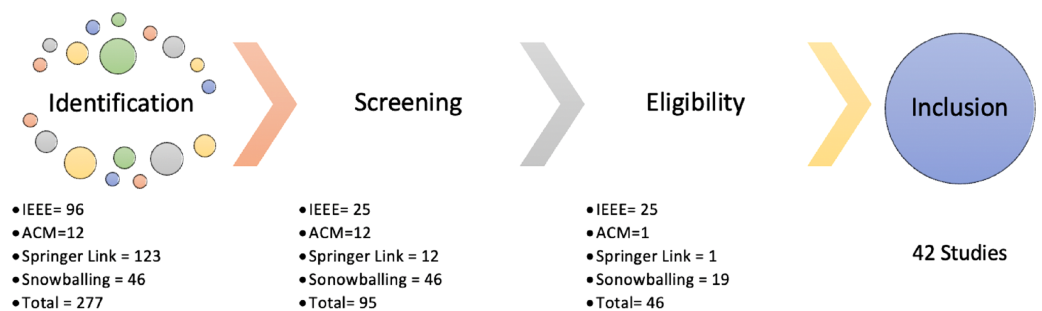 Identification
Screening
Eligibility
Inclusion
•IEEE= 96
•ACM=12
•Springer Link = 123
•Snowballing = 46
•Total = 277
•IEEE= 25
•ACM=12
•Springer Link = 12
•Sonowballing = 46
•Total= 95
•IEEE= 25
•ACM=1
•Springer Link = 1
•Sonowballing = 19
•Total= 46
42 Studies